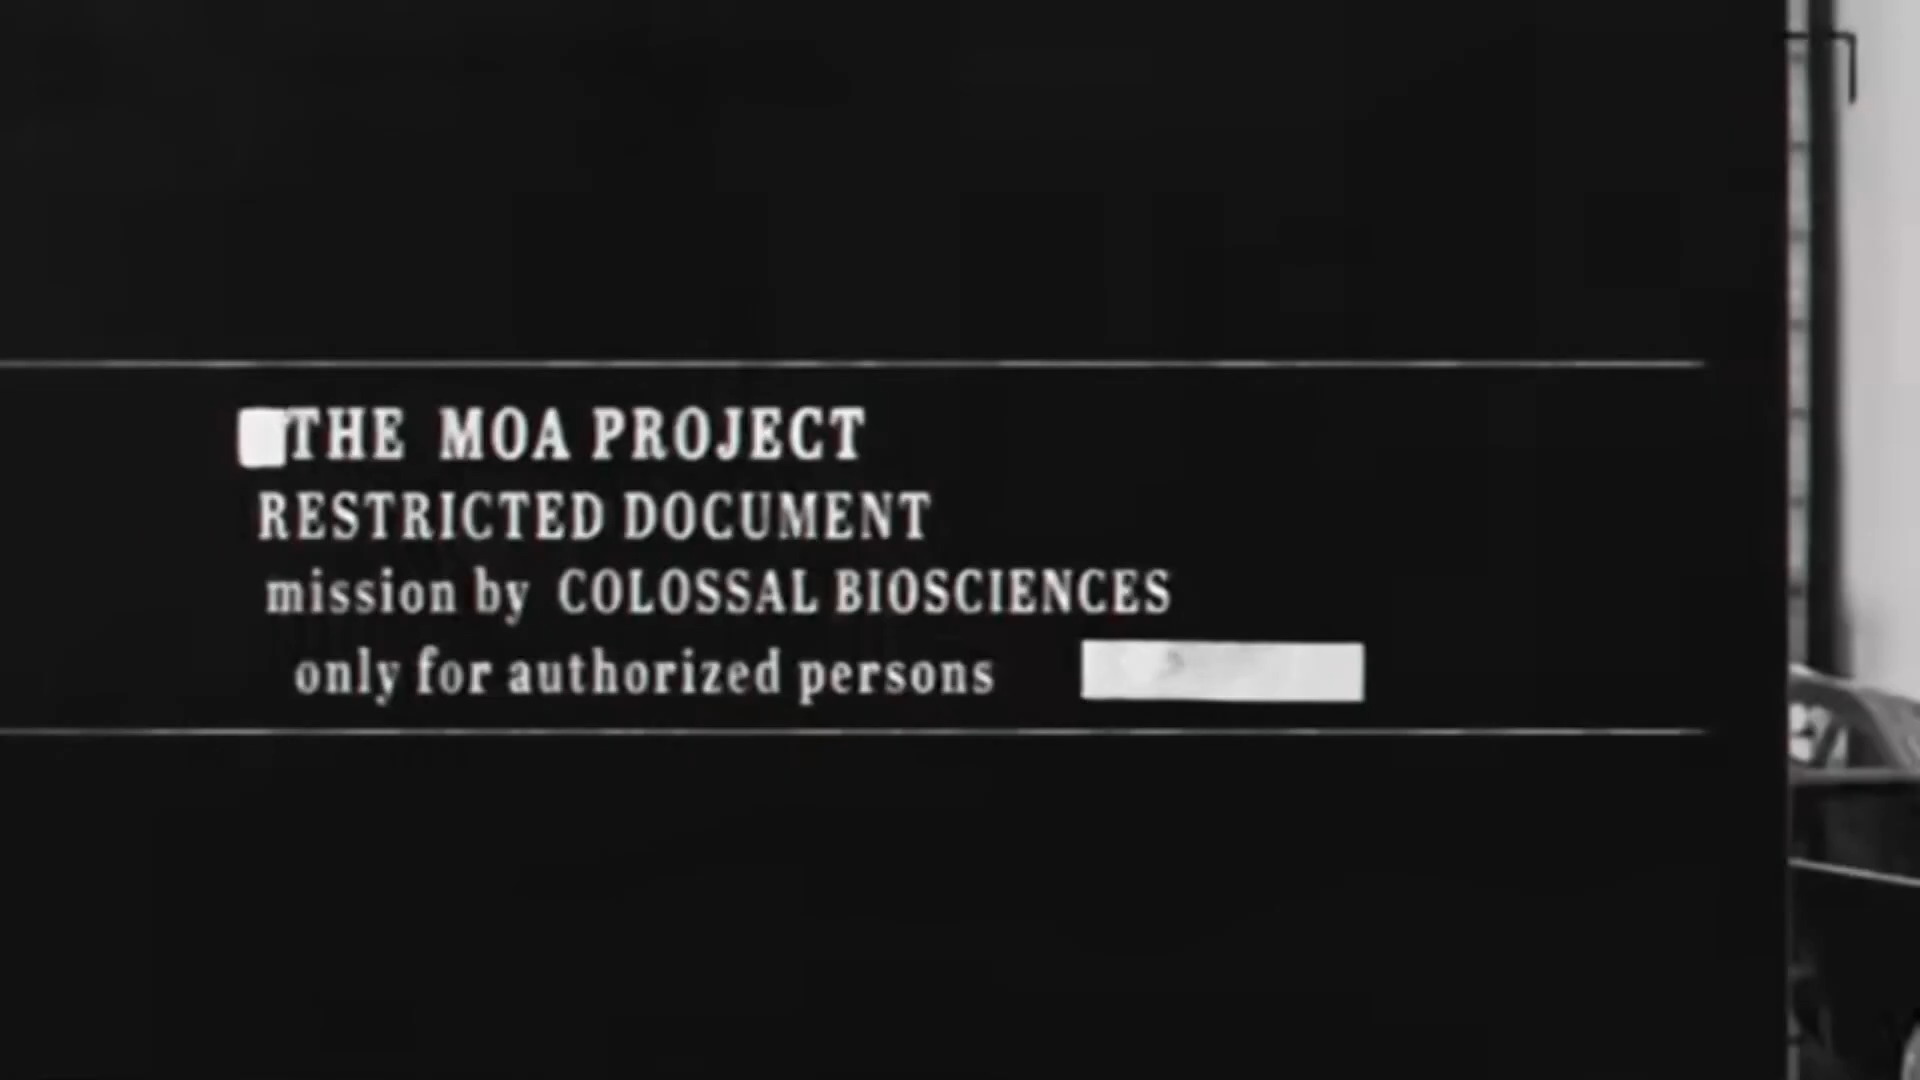 THE MOA PROJECT
RESTRICTED DOCUMENT
mission by COLOSSAL BIOSCIENCES
only for authorized persons